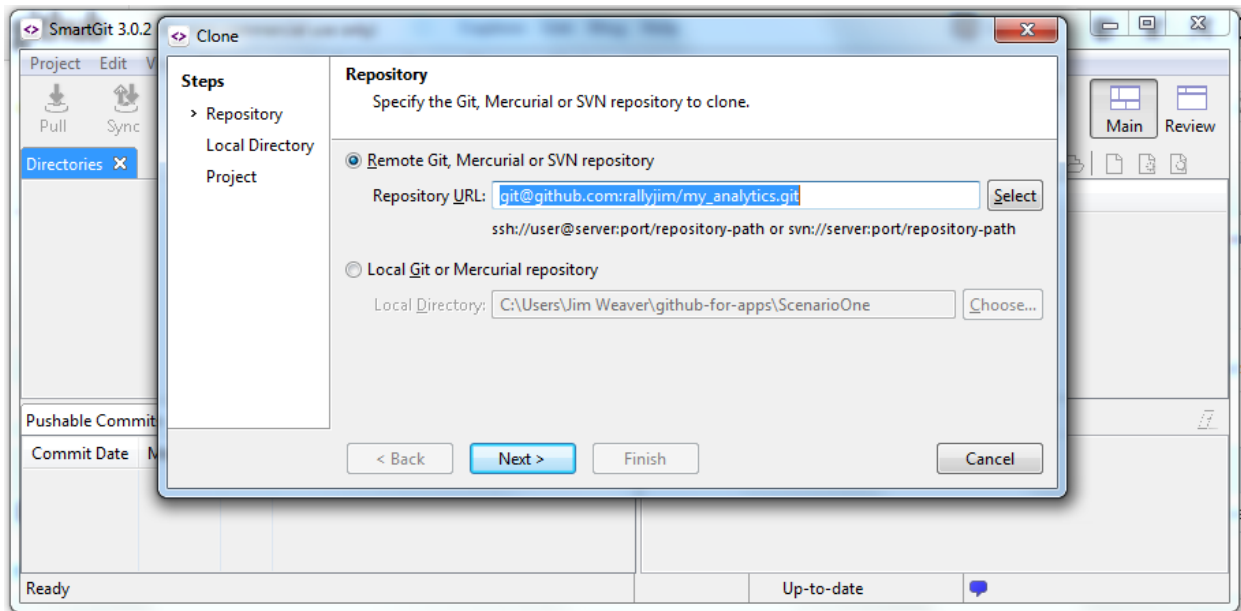 SmartGit 3.0.2
Clone
Project Edit V
Pull Sync
Main Review
Directories
Steps
> Repository
Local Directory
Project
Repository
Specify the Git, Mercurial or SVN repository to clone.
Remote Git, Mercurial or SVN repository
Repository URL: git@github.com:rallyjim/my_analytics.git Select
ssh://user@server:port/repository-path or svn://server:port/repository-path
Local Git or Mercurial repository
Local Directory: C:\Users\Jim Weaver\github-for-apps\ScenarioOne Choose...
< Back Next > Finish Cancel
Pushable Commit
Commit Date M
Ready Up-to-date